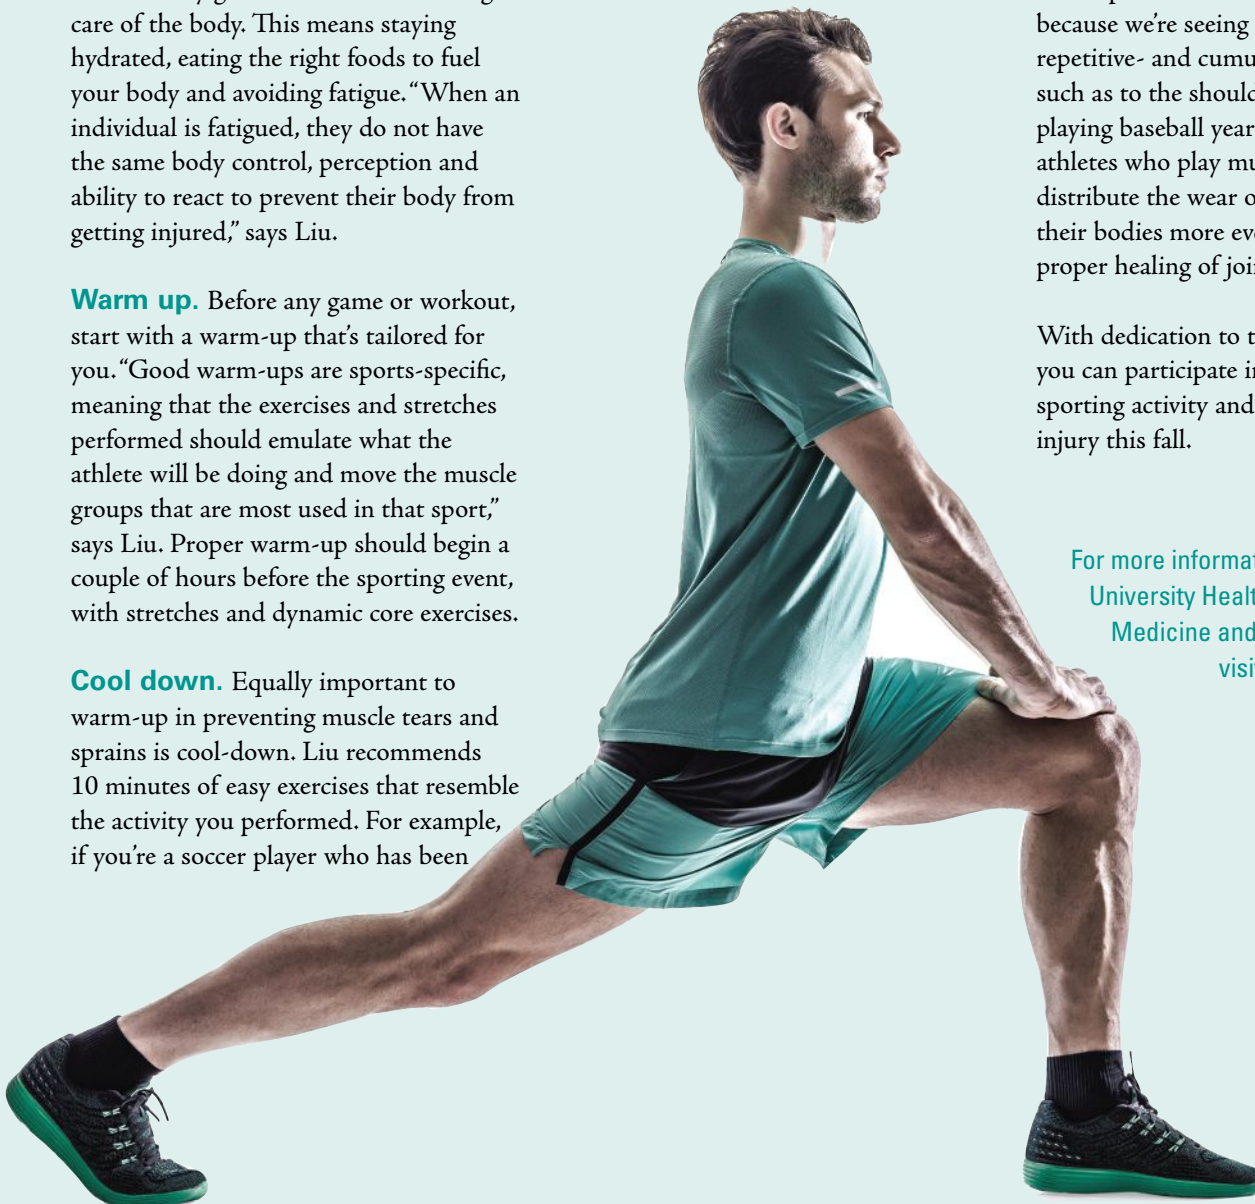 care of the body. This means staying
hydrated, eating the right foods to fuel
your body and avoiding fatigue. “When an
individual is fatigued, they do not have
the same body control, perception and
ability to react to prevent their body from
getting injured,” says Liu.
Warm up. Before any game or workout,
start with a warm-up that’s tailored for
you. “Good warm-ups are sports-specific,
meaning that the exercises and stretches
performed should emulate what the
athlete will be doing and move the muscle
groups that are most used in that sport,”
says Liu. Proper warm-up should begin a
couple of hours before the sporting event,
with stretches and dynamic core exercises.
Cool down. Equally important to
warm-up in preventing muscle tears and
sprains is cool-down. Liu recommends
10 minutes of easy exercises that resemble
the activity you performed. For example,
if you’re a soccer player who has been
because we’re seeing
repetitive- and cumu
such as to the should
playing baseball year
athletes who play mu
distribute the wear o
their bodies more eve
proper healing of joi
With dedication to t
you can participate i
sporting activity and
injury this fall.
For more informat
University Healt
Medicine and
visi